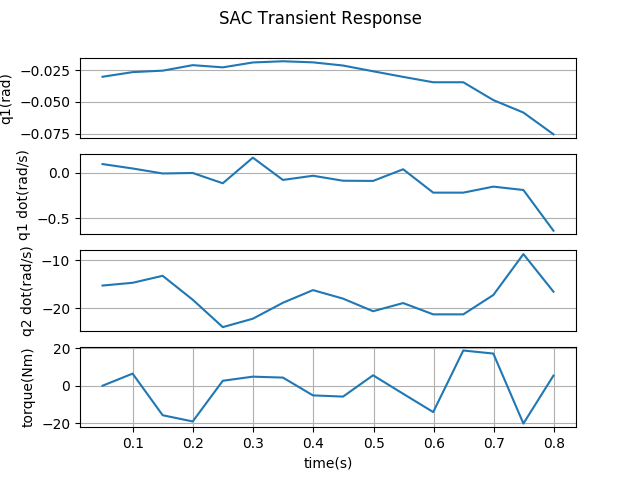 SAC Transient Response
q1(rad)
−0.025
−0.050
−0.075
q1 dot(rad/s)
0.0
−0.5
q2 dot(rad/s)
−10
−20
torque(Nm)
20
0
−20
0.1 0.2 0.3 0.4 0.5 0.6 0.7 0.8
time(s)